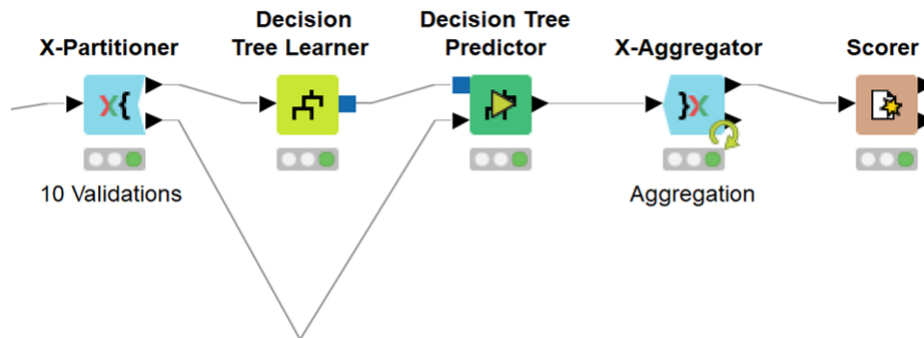 X-Partitioner
10 Validations
Decision
Tree Learner
Decision Tree
Predictor
X-Aggregator
Aggregation
Scorer